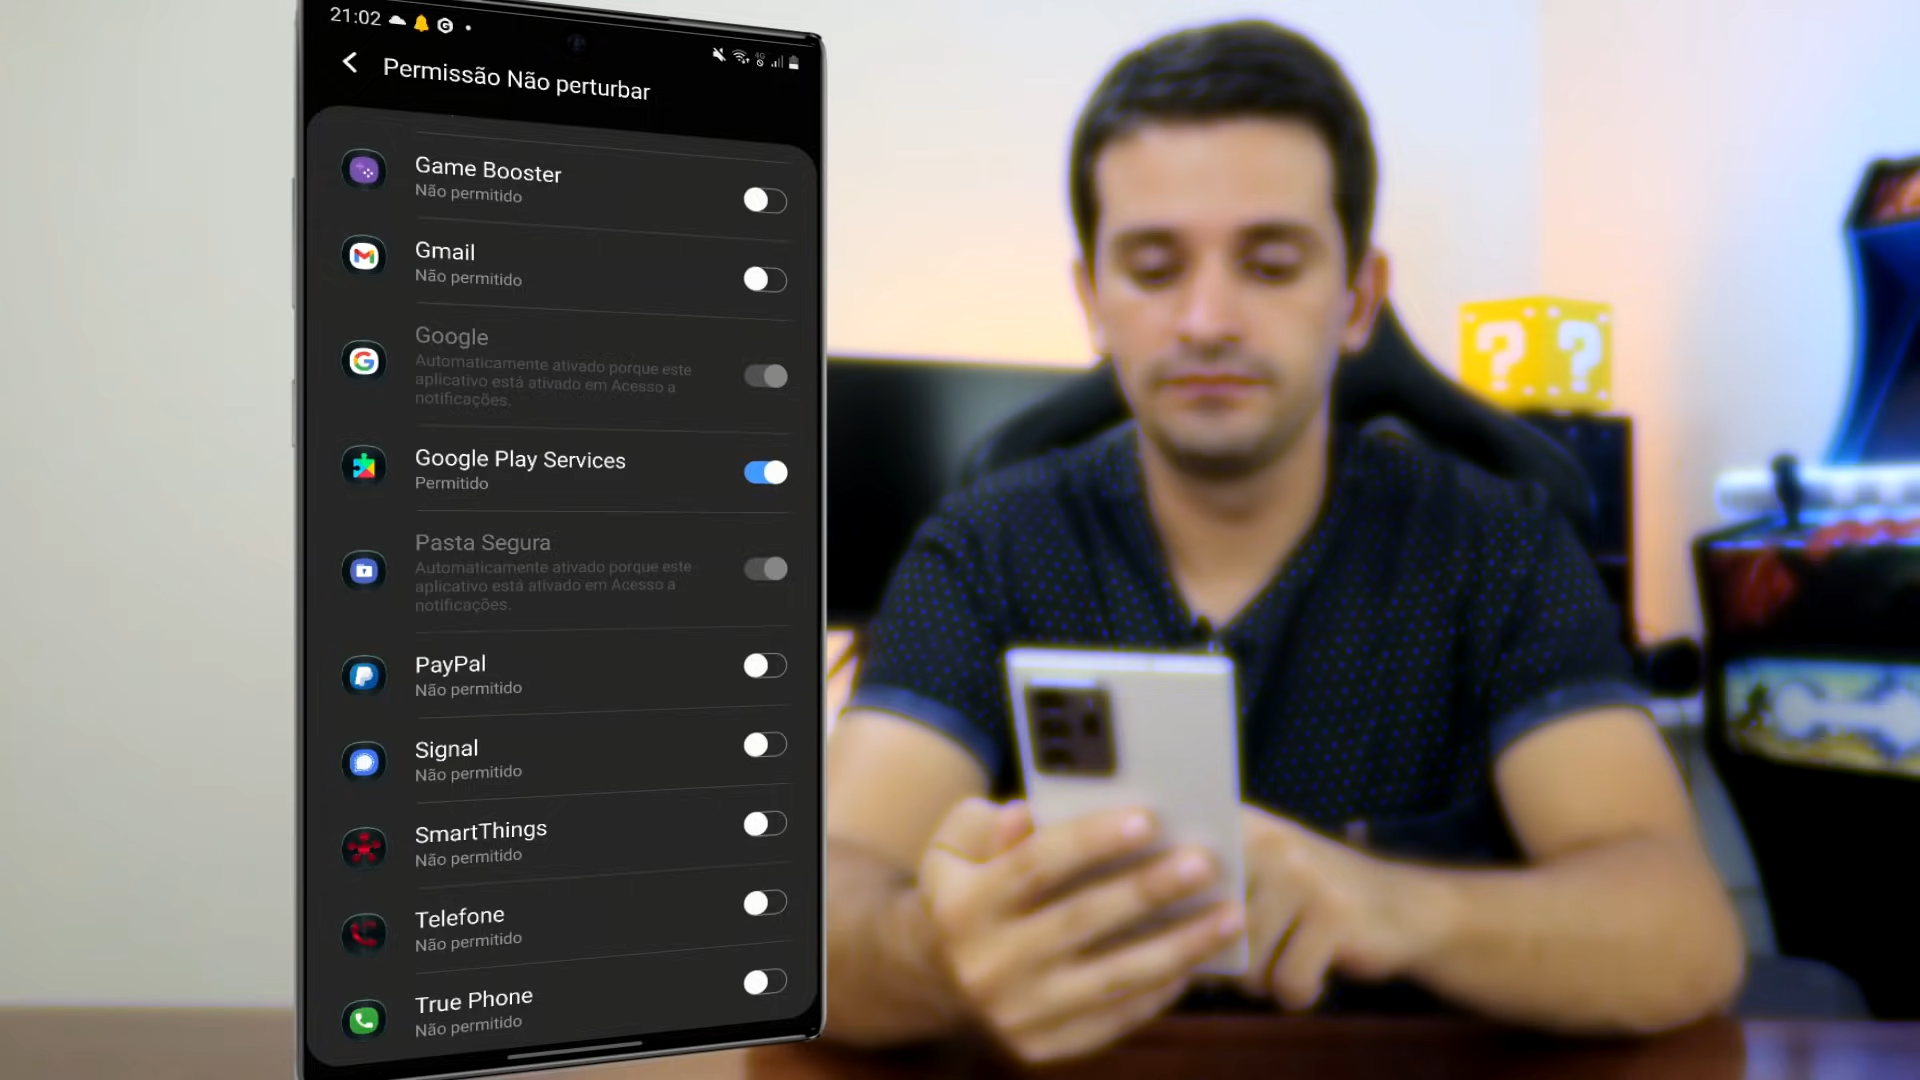 21:02
Permissão Não perturbar
Game Booster
Não permitido
Gmail
Não permitido
Google
Automaticamente ativado porque este
aplicativo está ativado em Acesso a
notificações.
Google Play Services
Permitido
Pasta Segura
Automaticamente ativado porque este
aplicativo está ativado em Acesso a
notificações.
PayPal
Não permitido
Signal
Não permitido
SmartThings
Não permitido
Telefone
Não permitido
True Phone
Não permitido
4G
? ?